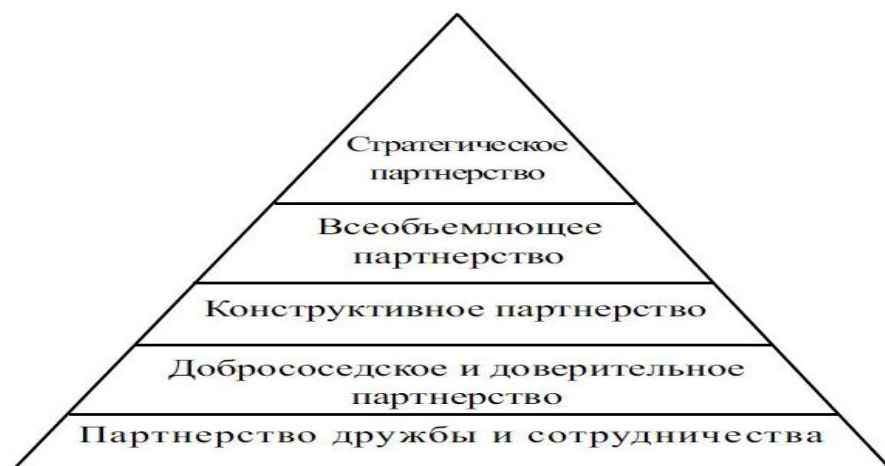 Стратегическое
партнерство
Всеобъемлющее
партнерство
Конструктивное партнерство
Добрососедское и доверительное
партнерство
Партнерство дружбы и сотрудничества